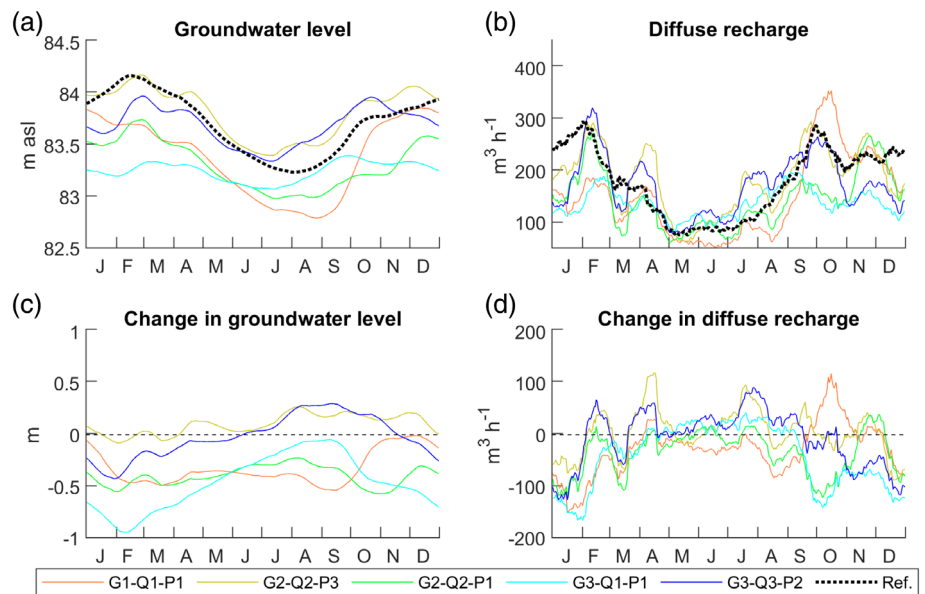 (a)
Groundwater level
84.5
84
83.5
83
82.5
m asl
J F M A M J J A S O N D
(b)
Diffuse recharge
400
300
200
100
m³ h⁻¹
J F M A M J J A S O N D
(c)
Change in groundwater level
1
0.5
0
-0.5
-1
m
J F M A M J J A S O N D
(d)
Change in diffuse recharge
200
100
0
-100
-200
m³ h⁻¹
J F M A M J J A S O N D
G1-Q1-P1 G2-Q2-P3 G2-Q2-P1 G3-Q1-P1 G3-Q3-P2 Ref.